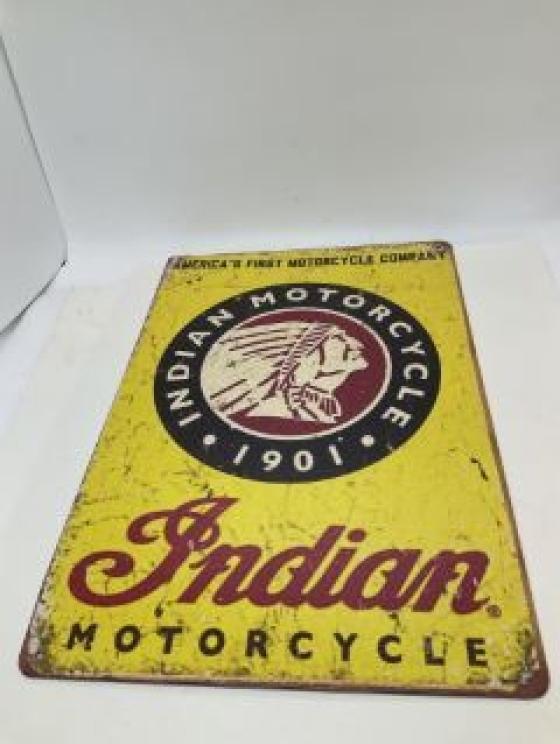 AMERICA'S FIRST MOTORCYCLE COMPANY
INDIAN MOTORCYCLE
• 1901 •
Indian®
MOTORCYCLE